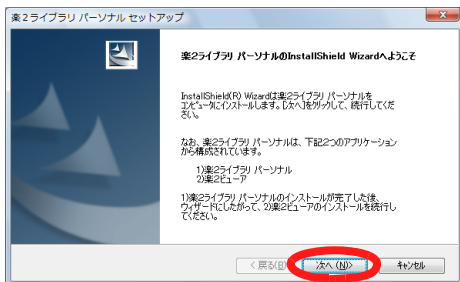 楽2ライブラリ パーソナル セットアップ
楽2ライブラリ パーソナルのInstallShield Wizardへようこそ
InstallShield(R) Wizardは楽2ライブラリ パーソナルを
コンピュータにインストールします。[次へ]をクリックして、続行してくだ
さい。
なお、楽2ライブラリ パーソナルは、下記2つのアプリケーション
から構成されています。
1)楽2ライブラリ パーソナル
2)楽2ビューア
1)楽2ライブラリ パーソナルのインストールが完了した後、
ウィザードにしたがって、2)楽2ビューアのインストールを続行し
てください。
< 戻る(B) 次へ (N)> キャンセル